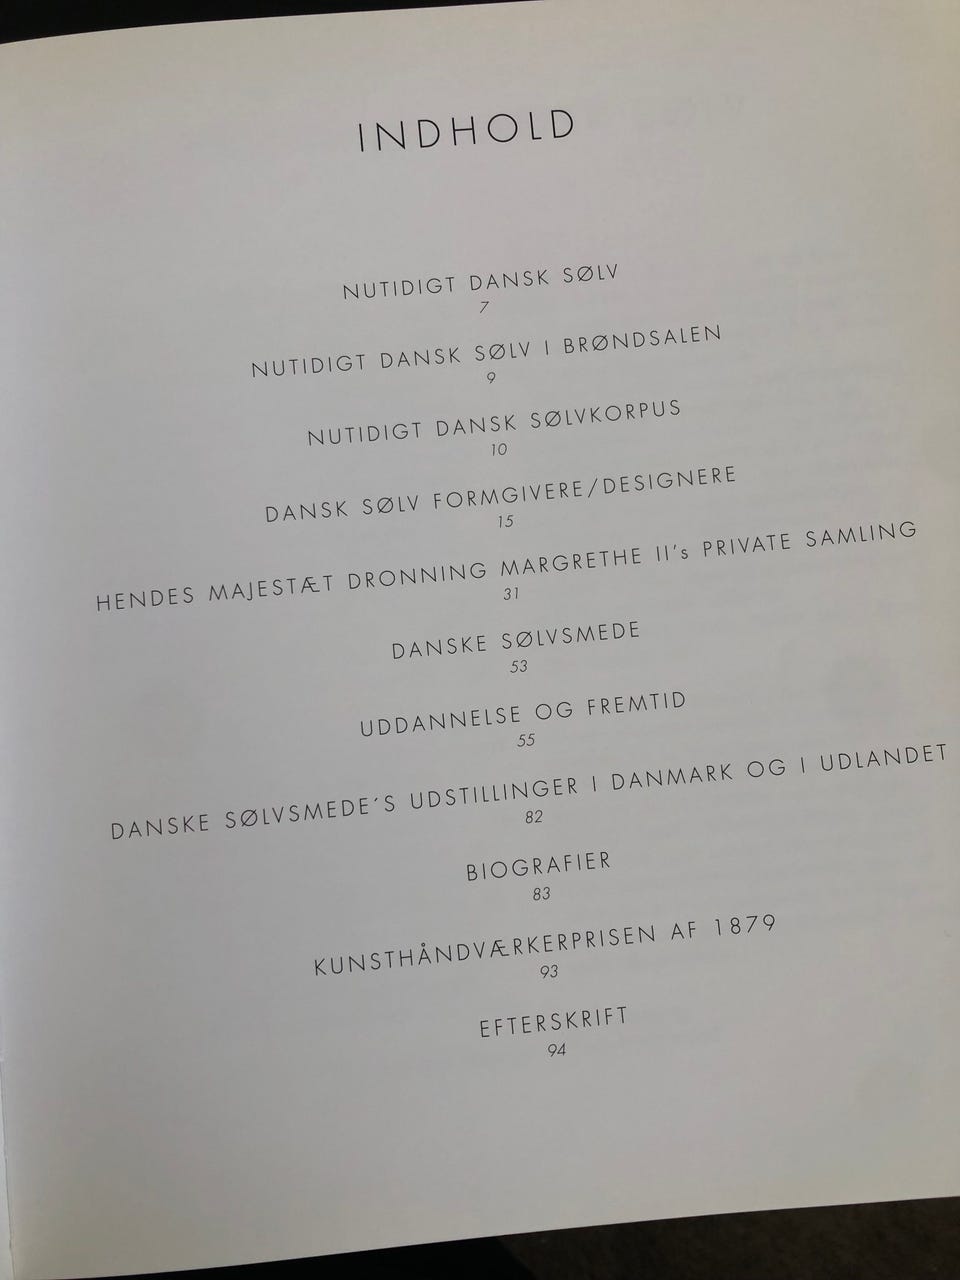 INDHOLD
NUTIDIGT DANSK SØLV
7
NUTIDIGT DANSK SØLV I BRØNDSALEN
9
NUTIDIGT DANSK SØLVKORPUS
10
DANSK SØLV FORMGIVERE/DESIGNERE
15
HENDES MAJESTÆT DRONNING MARGRETHE II's PRIVATE SAMLING
31
DANSKE SØLVSMEDE
53
UDDANNELSE OG FREMTID
55
DANSKE SØLVSMEDE´S UDSTILLINGER I DANMARK OG I UDLANDET
82
BIOGRAFIER
83
KUNSTHÅNDVÆRKERPRISEN AF 1879
93
EFTERSKRIFT
94